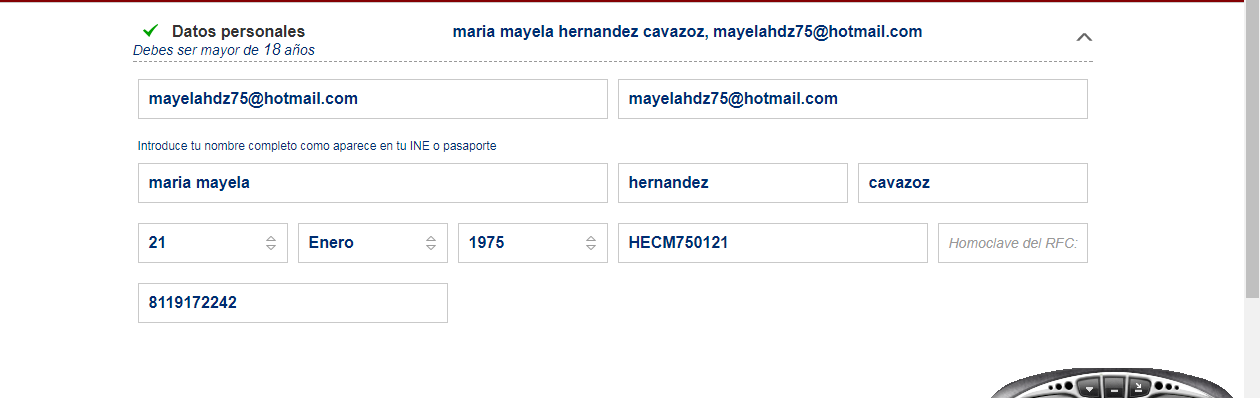 Datos personales maria mayela hernandez cavazoz, mayelahdz75@hotmail.com
Debes ser mayor de 18 años
mayelahdz75@hotmail.com mayelahdz75@hotmail.com
Introduce tu nombre completo como aparece en tu INE o pasaporte
maria mayela hernandez cavazoz
21 Enero 1975 HECM750121 Homoclave del RFC:
8119172242